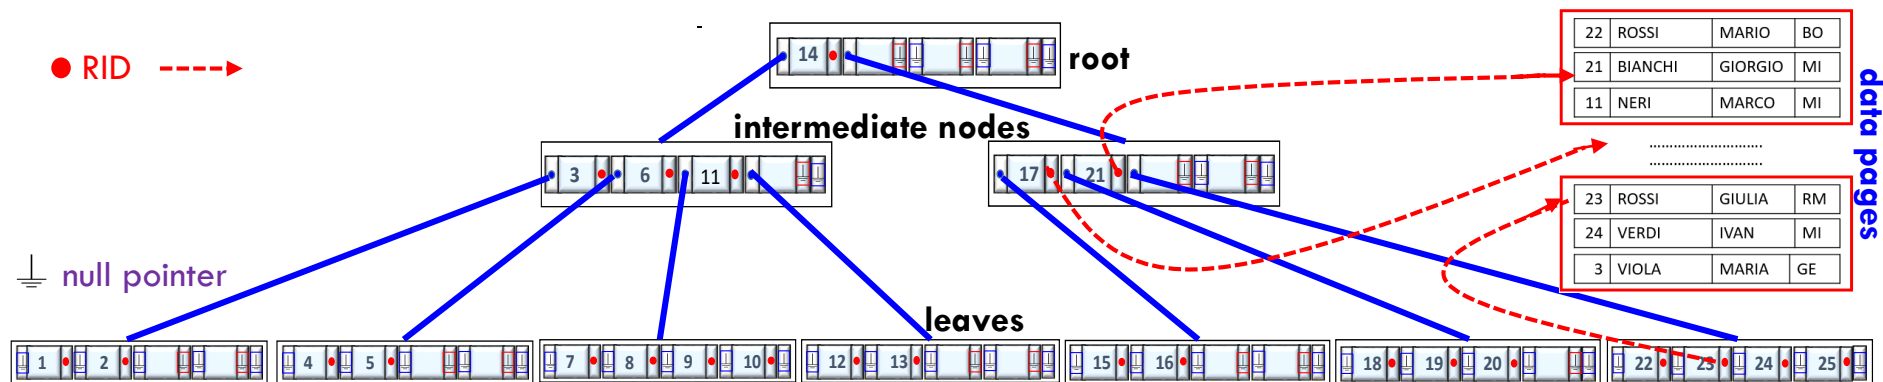 RID
14
root
22 ROSSI MARIO BO
21 BIANCHI GIORGIO MI
11 NERI MARCO MI
data pages
intermediate nodes
3 6 11
17 21
...........................
...........................
23 ROSSI GIULIA RM
24 VERDI IVAN MI
3 VIOLA MARIA GE
null pointer
leaves
1 2
4 5
7 8 9 10
12 13
15 16
18 19 20
22 23 24 25